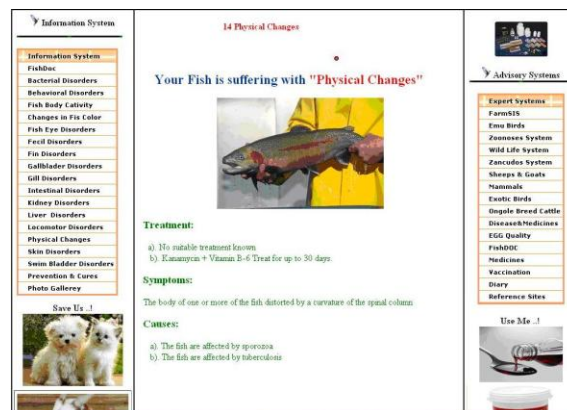 Information System
Information System
FishDoc
Bacterial Disorders
Behavioral Disorders
Fish Body Cativity
Changes in Fis Color
Fish Eye Disorders
Fecil Disorders
Fin Disorders
Gallbladder Disorders
Gill Disorders
Intestinal Disorders
Kidney Disorders
Liver Disorders
Locomotor Disorders
Physical Changes
Skin Disorders
Swim Bladder Disorders
Prevention & Cures
Photo Gallerey
Save Us ..!
14 Physical Changes
Your Fish is suffering with "Physical Changes"
Treatment:
a). No suitable treatment known
b). Kanamycin + Vitamin B-6 Treat for up to 30 days.
Symptoms:
The body of one or more of the fish distorted by a curvature of the spinal column
Causes:
a). The fish are affected by sporozoa
b). The fish are affected by tuberculosis
Advisory Systems
Expert Systems
FarmSIS
Emu Birds
Zoonoses System
Wild Life System
Zancudos System
Sheeps & Goats
Mammals
Exotic Birds
Ongole Breed Cattle
Disease&Medicines
EGG Quality
FishDOC
Medicines
Vaccination
Diary
Reference Sites
Use Me ..!